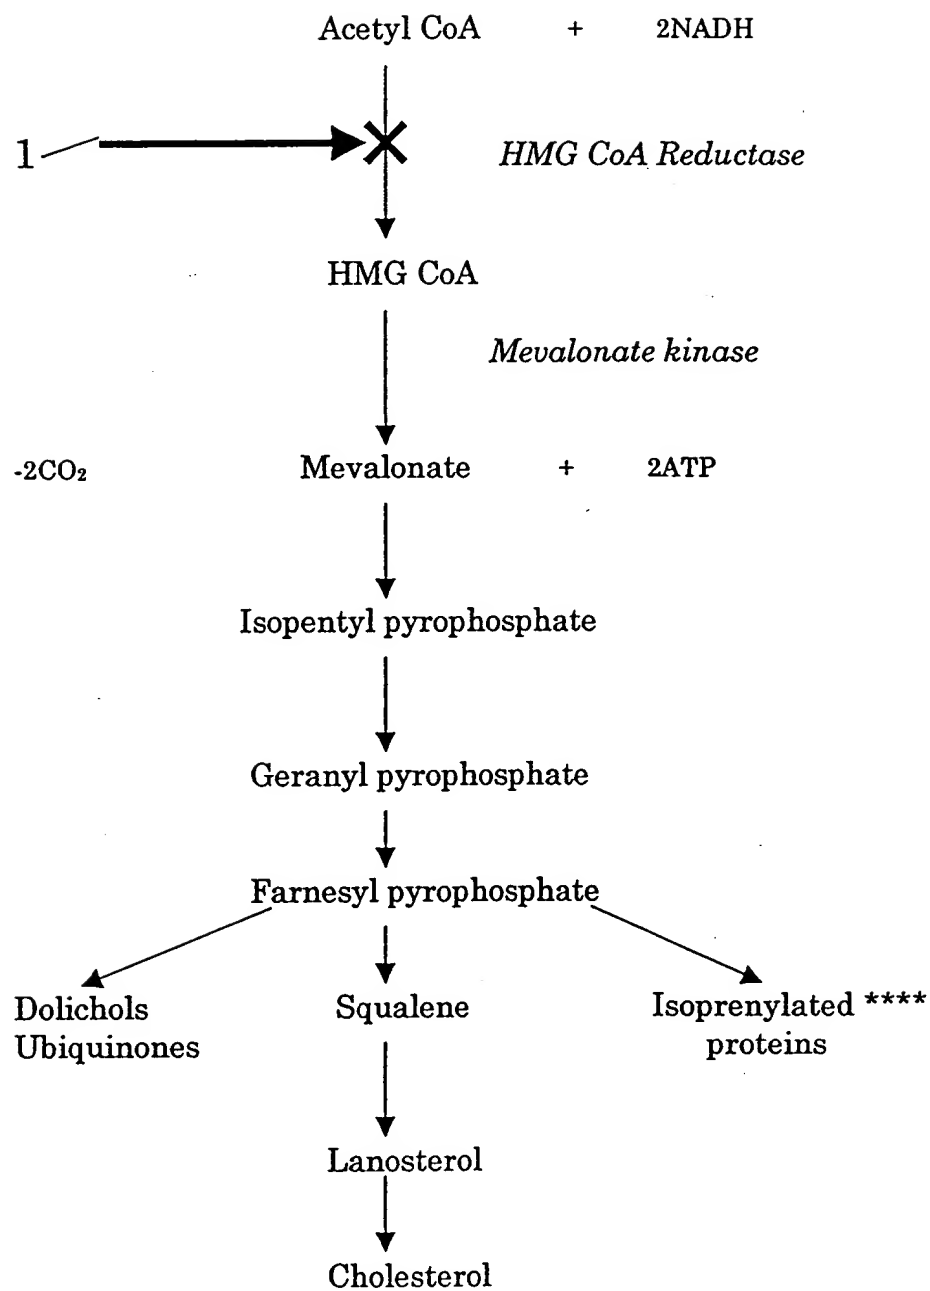 Acetyl CoA + 2NADH
1
HMG CoA Reductase
HMG CoA
Mevalonate kinase
-2CO₂ Mevalonate + 2ATP
Isopentyl pyrophosphate
Geranyl pyrophosphate
Farnesyl pyrophosphate
Dolichols
Ubiquinones
Squalene
Isoprenylated ****
proteins
Lanosterol
Cholesterol